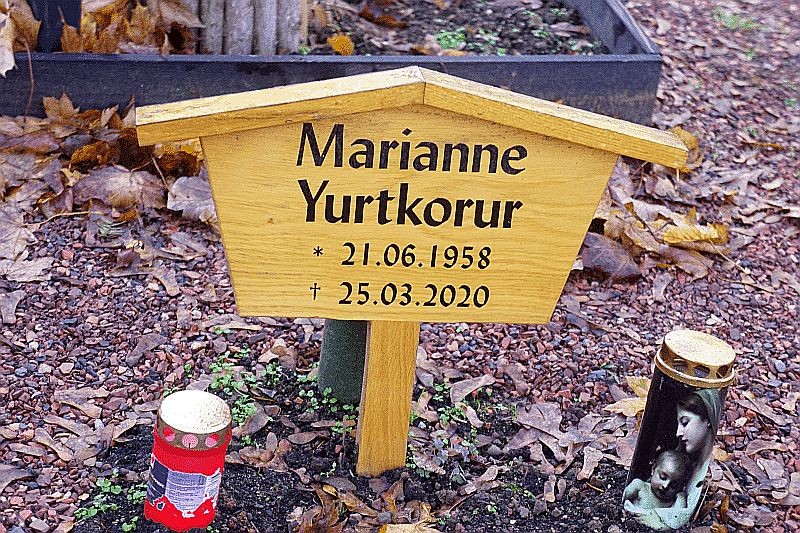 Marianne
Yurtkorur
* 21.06.1958
† 25.03.2020